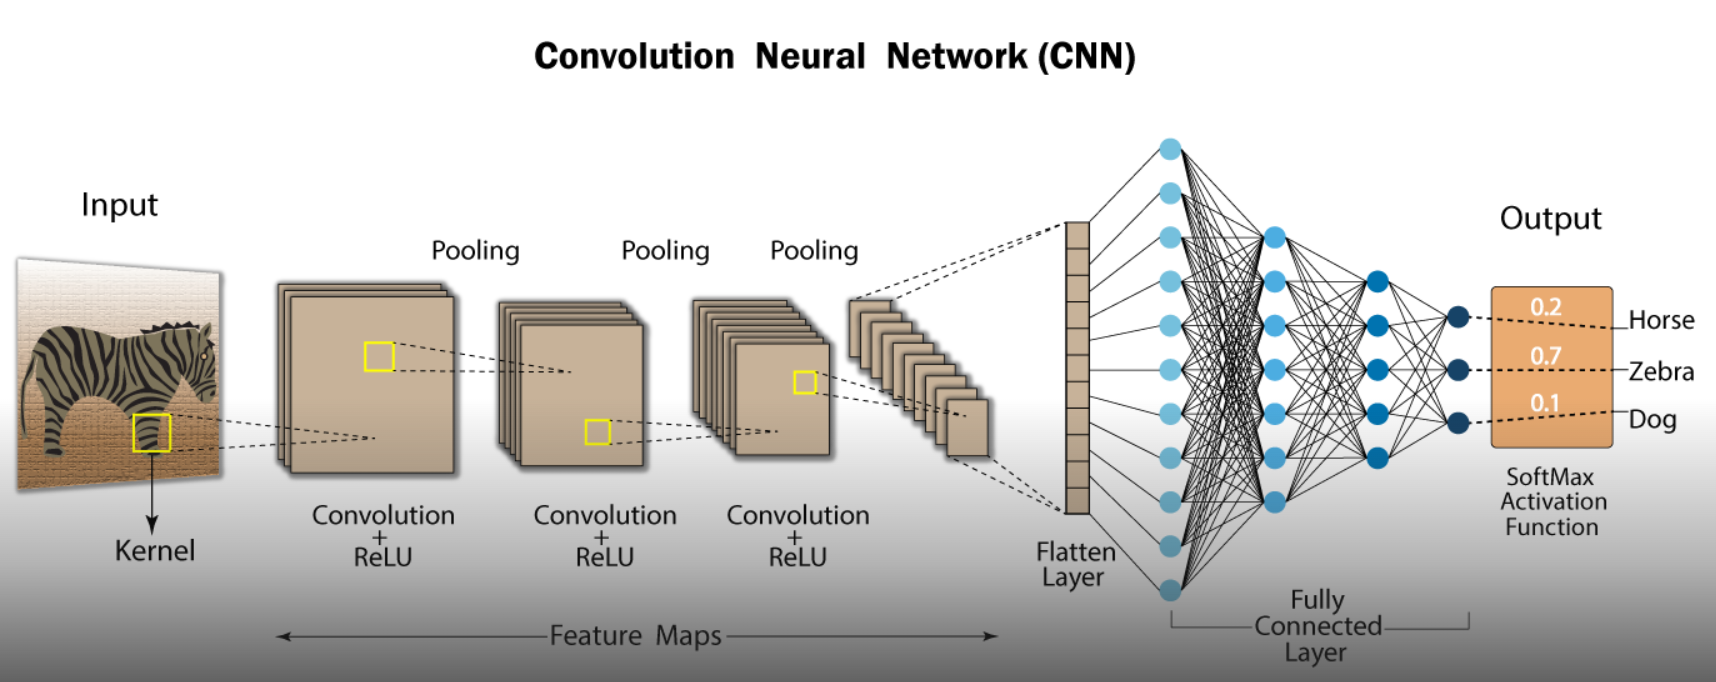 Convolution Neural Network (CNN)
Input
Pooling
Pooling
Pooling
Output
0.2
Horse
0.7
Zebra
0.1
Dog
Kernel
Convolution
+
ReLU
Convolution
+
ReLU
Convolution
+
ReLU
Flatten
Layer
SoftMax
Activation
Function
Feature Maps
Fully
Connected
Layer